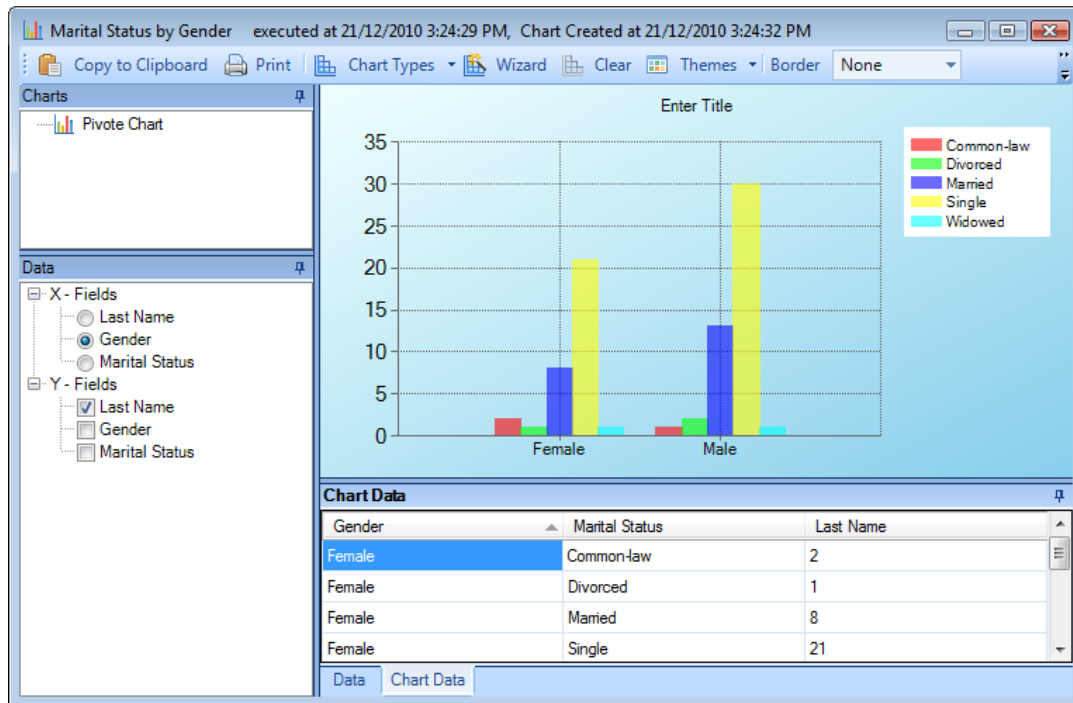 Marital Status by Gender executed at 21/12/2010 3:24:29 PM, Chart Created at 21/12/2010 3:24:32 PM
Copy to Clipboard Print Chart Types Wizard Clear Themes Border None
Charts
Pivote Chart
Data
X - Fields
Last Name
Gender
Marital Status
Y - Fields
Last Name
Gender
Marital Status
Enter Title
35
30
25
20
15
10
5
0
Female Male
Common-law
Divorced
Married
Single
Widowed
Chart Data
Gender Marital Status Last Name
Female Common-law 2
Female Divorced 1
Female Married 8
Female Single 21
Data Chart Data